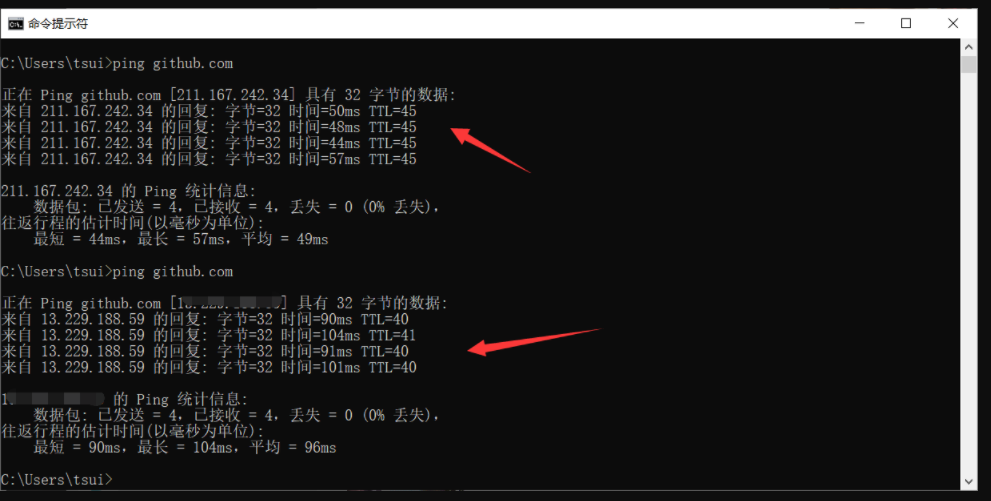 命令提示符
C:\Users\tsui>ping github.com
正在 Ping github.com [211.167.242.34] 具有 32 字节的数据:
来自 211.167.242.34 的回复: 字节=32 时间=50ms TTL=45
来自 211.167.242.34 的回复: 字节=32 时间=48ms TTL=45
来自 211.167.242.34 的回复: 字节=32 时间=44ms TTL=45
来自 211.167.242.34 的回复: 字节=32 时间=57ms TTL=45
211.167.242.34 的 Ping 统计信息:
数据包: 已发送 = 4，已接收 = 4，丢失 = 0 (0% 丢失)，
往返行程的估计时间(以毫秒为单位):
最短 = 44ms，最长 = 57ms，平均 = 49ms
C:\Users\tsui>ping github.com
正在 Ping github.com [ ] 具有 32 字节的数据:
来自 13.229.188.59 的回复: 字节=32 时间=90ms TTL=40
来自 13.229.188.59 的回复: 字节=32 时间=104ms TTL=41
来自 13.229.188.59 的回复: 字节=32 时间=91ms TTL=40
来自 13.229.188.59 的回复: 字节=32 时间=101ms TTL=40
的 Ping 统计信息:
数据包: 已发送 = 4，已接收 = 4，丢失 = 0 (0% 丢失)，
往返行程的估计时间(以毫秒为单位):
最短 = 90ms，最长 = 104ms，平均 = 96ms
C:\Users\tsui>